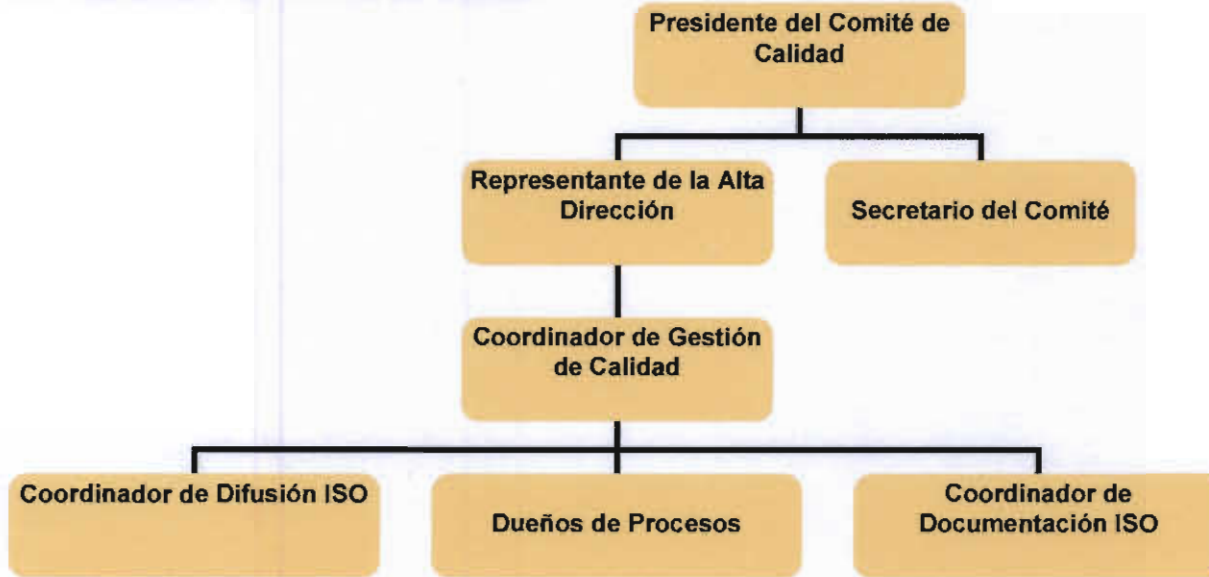 Presidente del Comité de
Calidad
Representante de la Alta
Dirección
Secretario del Comité
Coordinador de Gestión
de Calidad
Coordinador de Difusión ISO
Dueños de Procesos
Coordinador de
Documentación ISO